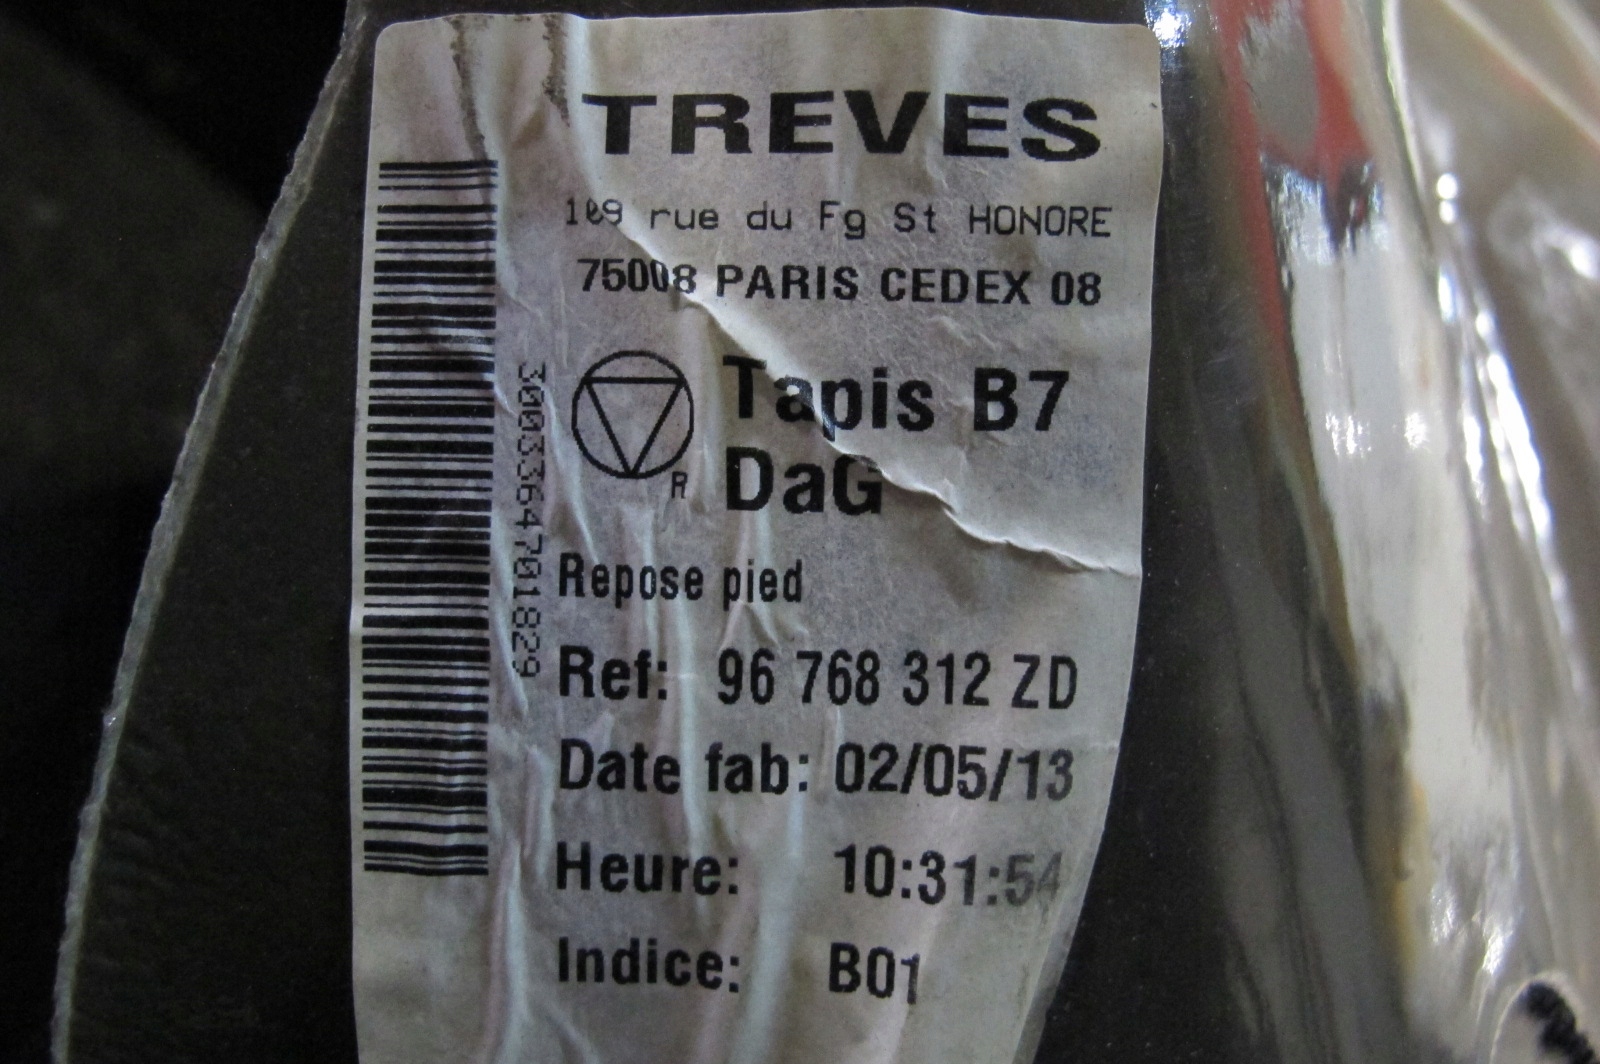 TREVES
109 rue du Fg St HONORE
75008 PARIS CEDEX 08
Tapis B7
R
DaG
3003364701829
Repose pied
Ref: 96 768 312 ZD
Date fab: 02/05/13
Heure: 10:31:54
Indice: B01